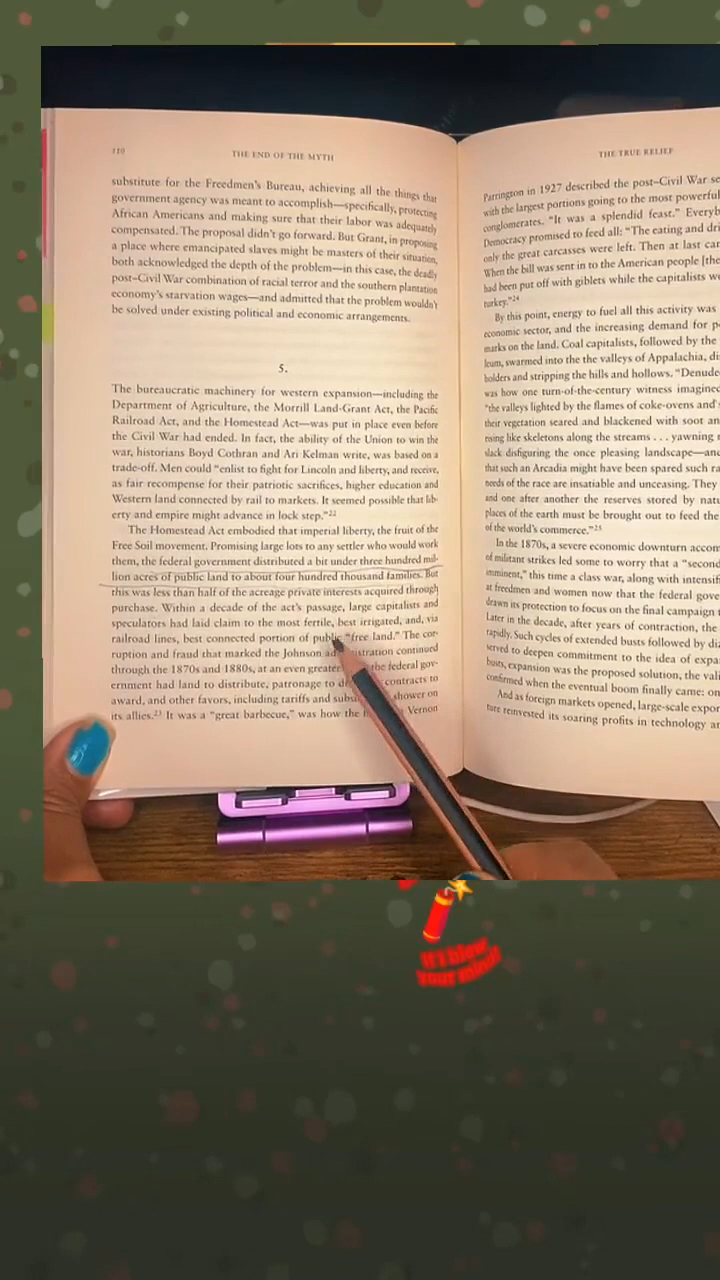 110
THE END OF THE MYTH
substitute for the Freedmen's Bureau, achieving all the things that
government agency was meant to accomplish—specifically, protecting
African Americans and making sure that their labor was adequately
compensated. The proposal didn't go forward. But Grant, in proposing
a place where emancipated slaves might be masters of their situation,
both acknowledged the depth of the problem—in this case, the deadly
post–Civil War combination of racial terror and the southern plantation
economy's starvation wages—and admitted that the problem wouldn't
be solved under existing political and economic arrangements.
5.
The bureaucratic machinery for western expansion—including the
Department of Agriculture, the Morrill Land-Grant Act, the Pacific
Railroad Act, and the Homestead Act—was put in place even before
the Civil War had ended. In fact, the ability of the Union to win the
war, historians Boyd Cothran and Ari Kelman write, was based on a
trade-off. Men could "enlist to fight for Lincoln and liberty, and receive,
as fair recompense for their patriotic sacrifices, higher education and
Western land connected by rail to markets. It seemed possible that lib-
erty and empire might advance in lock step."22
The Homestead Act embodied that imperial liberty, the fruit of the
Free Soil movement. Promising large lots to any settler who would work
them, the federal government distributed a bit under three hundred mil-
lion acres of public land to about four hundred thousand families. But
this was less than half of the acreage private interests acquired through
purchase. Within a decade of the act's passage, large capitalists and
speculators had laid claim to the most fertile, best irrigated, and, via
railroad lines, best connected portion of public "free land." The cor-
ruption and fraud that marked the Johnson ad istration continued
through the 1870s and 1880s, at an even greater the federal gov-
ernment had land to distribute, patronage to contracts to
award, and other favors, including tariffs and shower on
its allies.23 It was a "great barbecue," was how the Vernon
THE TRUE RELIEF
Parrington in 1927 described the post–Civil War
with the largest portions going to the most powerful
conglomerates. "It was a splendid feast."
Democracy promised to feed all: "The eating and
only the great carcasses were left. Then at last
When the bill was sent in to the American people [the
had been put off with giblets while the capitalists
turkey."24
By this point, energy to fuel all this activity was
economic sector, and the increasing demand for
marks on the land. Coal capitalists, followed by the
leum, swarmed into the valleys of Appalachia,
holders and stripping the hills and hollows. "Denude
was how one turn-of-the-century witness imagined
"the valleys lighted by the flames of coke-ovens and
their vegetation seared and blackened with soot
rising like skeletons along the streams . . . yawning
slack disfiguring the once pleasing landscape—
that such an Arcadia might have been spared such
needs of the race are insatiable and unceasing. They
and one after another the reserves stored by
places of the earth must be brought out to feed the
of the world's commerce."25
In the 1870s, a severe economic downturn
of militant strikes led some to worry that a "second
imminent," this time a class war, along with
at freedmen and women now that the federal
drawn its protection to focus on the final campaign
Later in the decade, after years of contraction, the
rapidly. Such cycles of extended busts followed by
served to deepen commitment to the idea of
busts, expansion was the proposed solution, the
confirmed when the eventual boom finally came:
And as foreign markets opened, large-scale
ture reinvested its soaring profits in technology
blow
your mind!